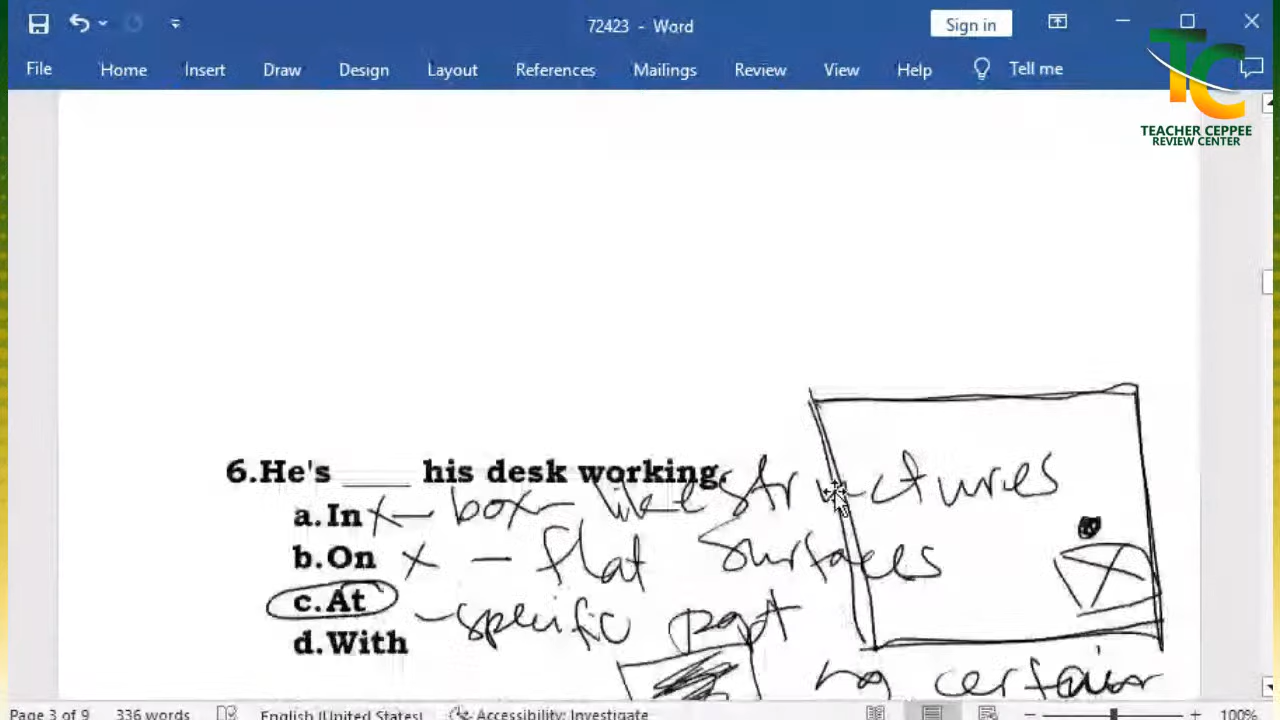 72423 - Word
Sign in
File Home Insert Draw Design Layout References Mailings Review View Help Tell me
TC
TEACHER CEPPEE
REVIEW CENTER
6.He's ____ his desk working.
a.In x - box-like structures
b.On x - flat surfaces
c.At - specific part
d.With
ng certain
Page 3 of 9 336 words English (United States) Accessibility: Investigate 100%